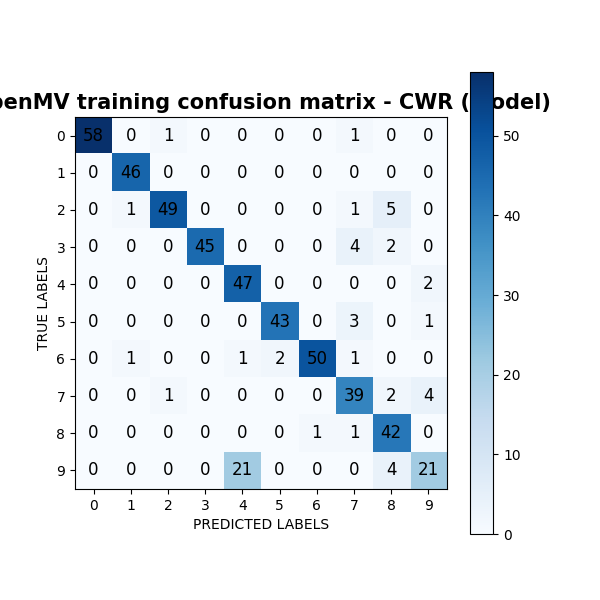 penMV training confusion matrix - CWR ( odel)
0 58 0 1 0 0 0 0 1 0 0
1 0 46 0 0 0 0 0 0 0 0
2 0 1 49 0 0 0 0 1 5 0
3 0 0 0 45 0 0 0 4 2 0
4 0 0 0 0 47 0 0 0 0 2
5 0 0 0 0 0 43 0 3 0 1
6 0 1 0 0 1 2 50 1 0 0
7 0 0 1 0 0 0 0 39 2 4
8 0 0 0 0 0 0 1 1 42 0
9 0 0 0 0 21 0 0 0 4 21
0 1 2 3 4 5 6 7 8 9
TRUE LABELS
PREDICTED LABELS
50
40
30
20
10
0